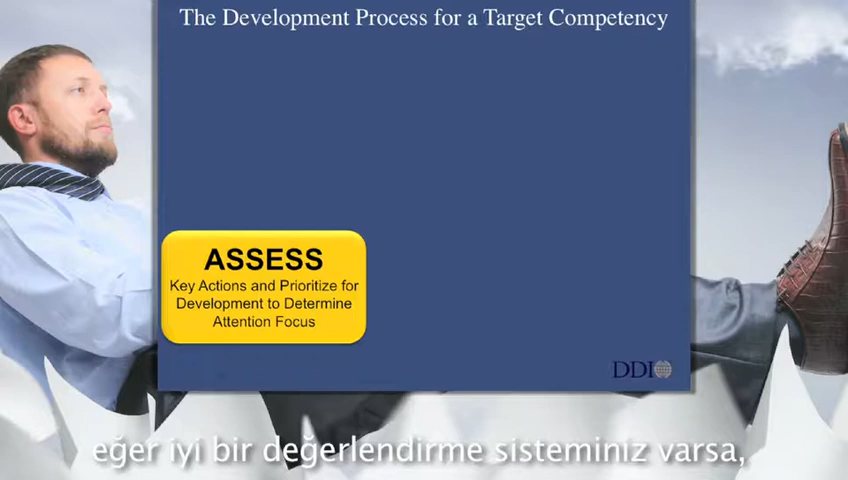 The Development Process for a Target Competency
ASSESS
Key Actions and Prioritize for
Development to Determine
Attention Focus
DDI
eğer iyi bir değerlendirme sisteminiz varsa,